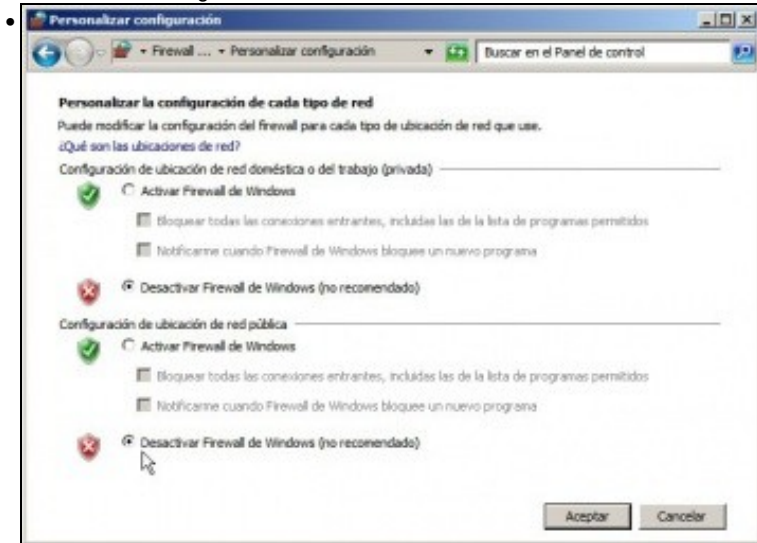 Personalizar configuración
Firewall ... Personalizar configuración Buscar en el Panel de control
Personalizar la configuración de cada tipo de red
Puede modificar la configuración del firewall para cada tipo de ubicación de red que use.
¿Qué son las ubicaciones de red?
Configuración de ubicación de red doméstica o del trabajo (privada)
Activar Firewall de Windows
Bloquear todas las conexiones entrantes, incluidas las de la lista de programas permitidos
Notificarme cuando Firewall de Windows bloquee un nuevo programa
Desactivar Firewall de Windows (no recomendado)
Configuración de ubicación de red pública
Activar Firewall de Windows
Bloquear todas las conexiones entrantes, incluidas las de la lista de programas permitidos
Notificarme cuando Firewall de Windows bloquee un nuevo programa
Desactivar Firewall de Windows (no recomendado)
Aceptar Cancelar